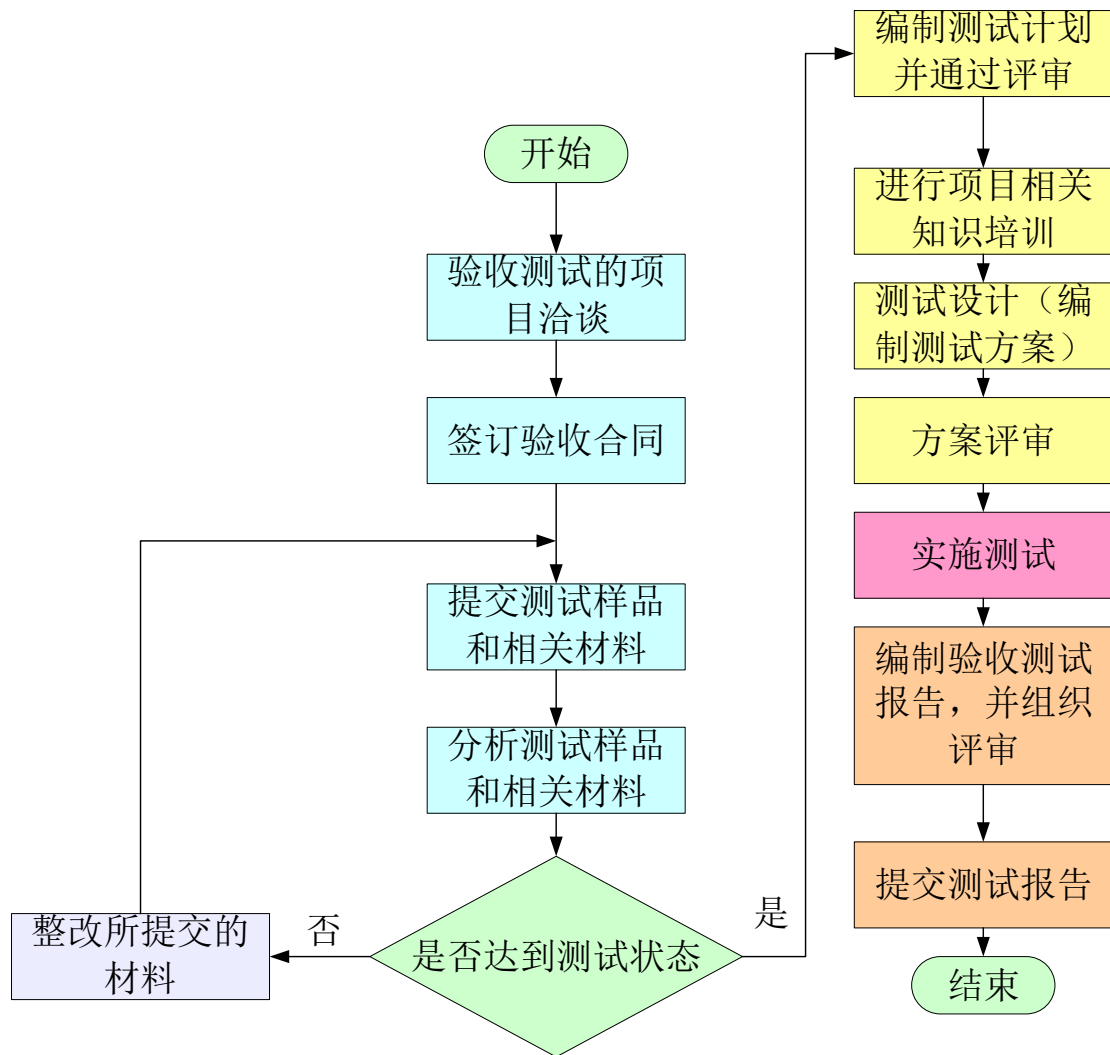 开始
验收测试的项
目洽谈
签订验收合同
提交测试样品
和相关材料
分析测试样品
和相关材料
是否达到测试状态
否
整改所提交的
材料
是
编制测试计划
并通过评审
进行项目相关
知识培训
测试设计（编
制测试方案）
方案评审
实施测试
编制验收测试
报告，并组织
评审
提交测试报告
结束